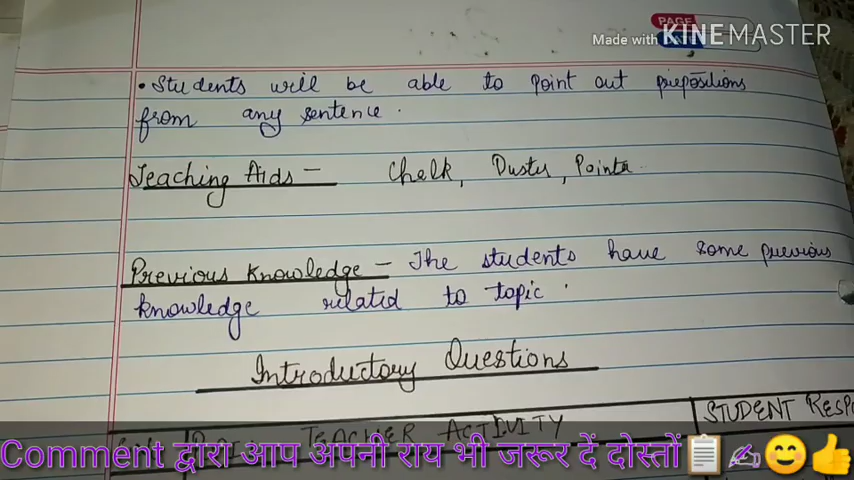 PAGE
DATE
Made with KINEMASTER
• Students will be able to point out prepositions
from any sentence.
Teaching Aids - Chalk, Duster, Pointer
Previous Knowledge - The students have some previous
knowledge related to topic.
Introductory Questions
TEACHER ACTIVITY STUDENT RESP
Comment द्वारा आप अपनी राय भी जरूर दें दोस्तों📋✍️😊👍